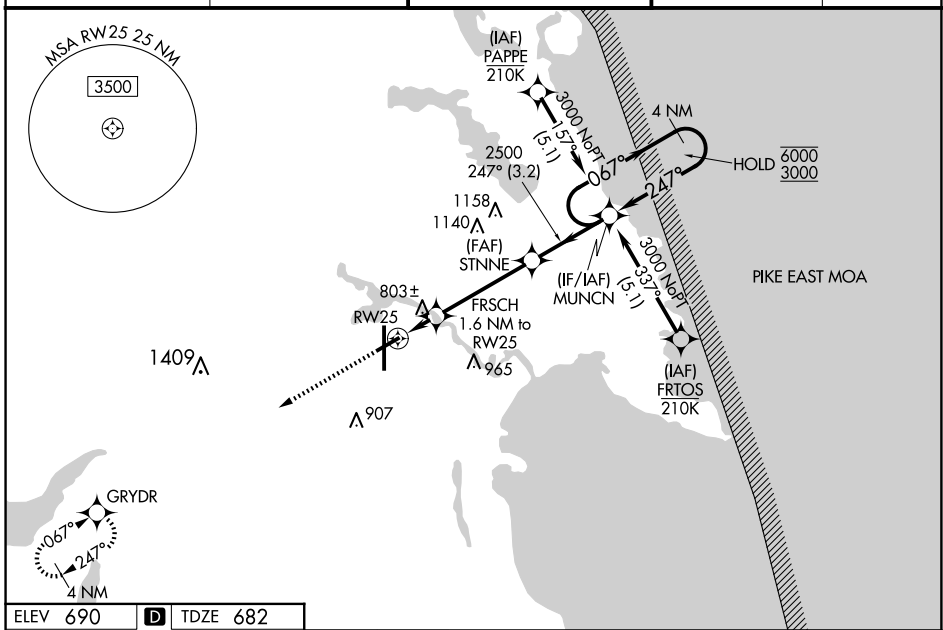 MSA RW25 25 NM
3500
(IAF)
PAPPE
210K
3000 NoPT
157°
(5.1)
4 NM
067°
247°
HOLD 6000
3000
2500
247° (3.2)
1158
1140
(FAF)
STNNE
(IF/IAF)
MUNCN
3000 NoPT
337°
(5.1)
PIKE EAST MOA
803±
RW25
FRSCH
1.6 NM to
RW25
965
1409
907
(IAF)
FRTOS
210K
GRYDR
067°
247°
4 NM
ELEV 690 D TDZE 682